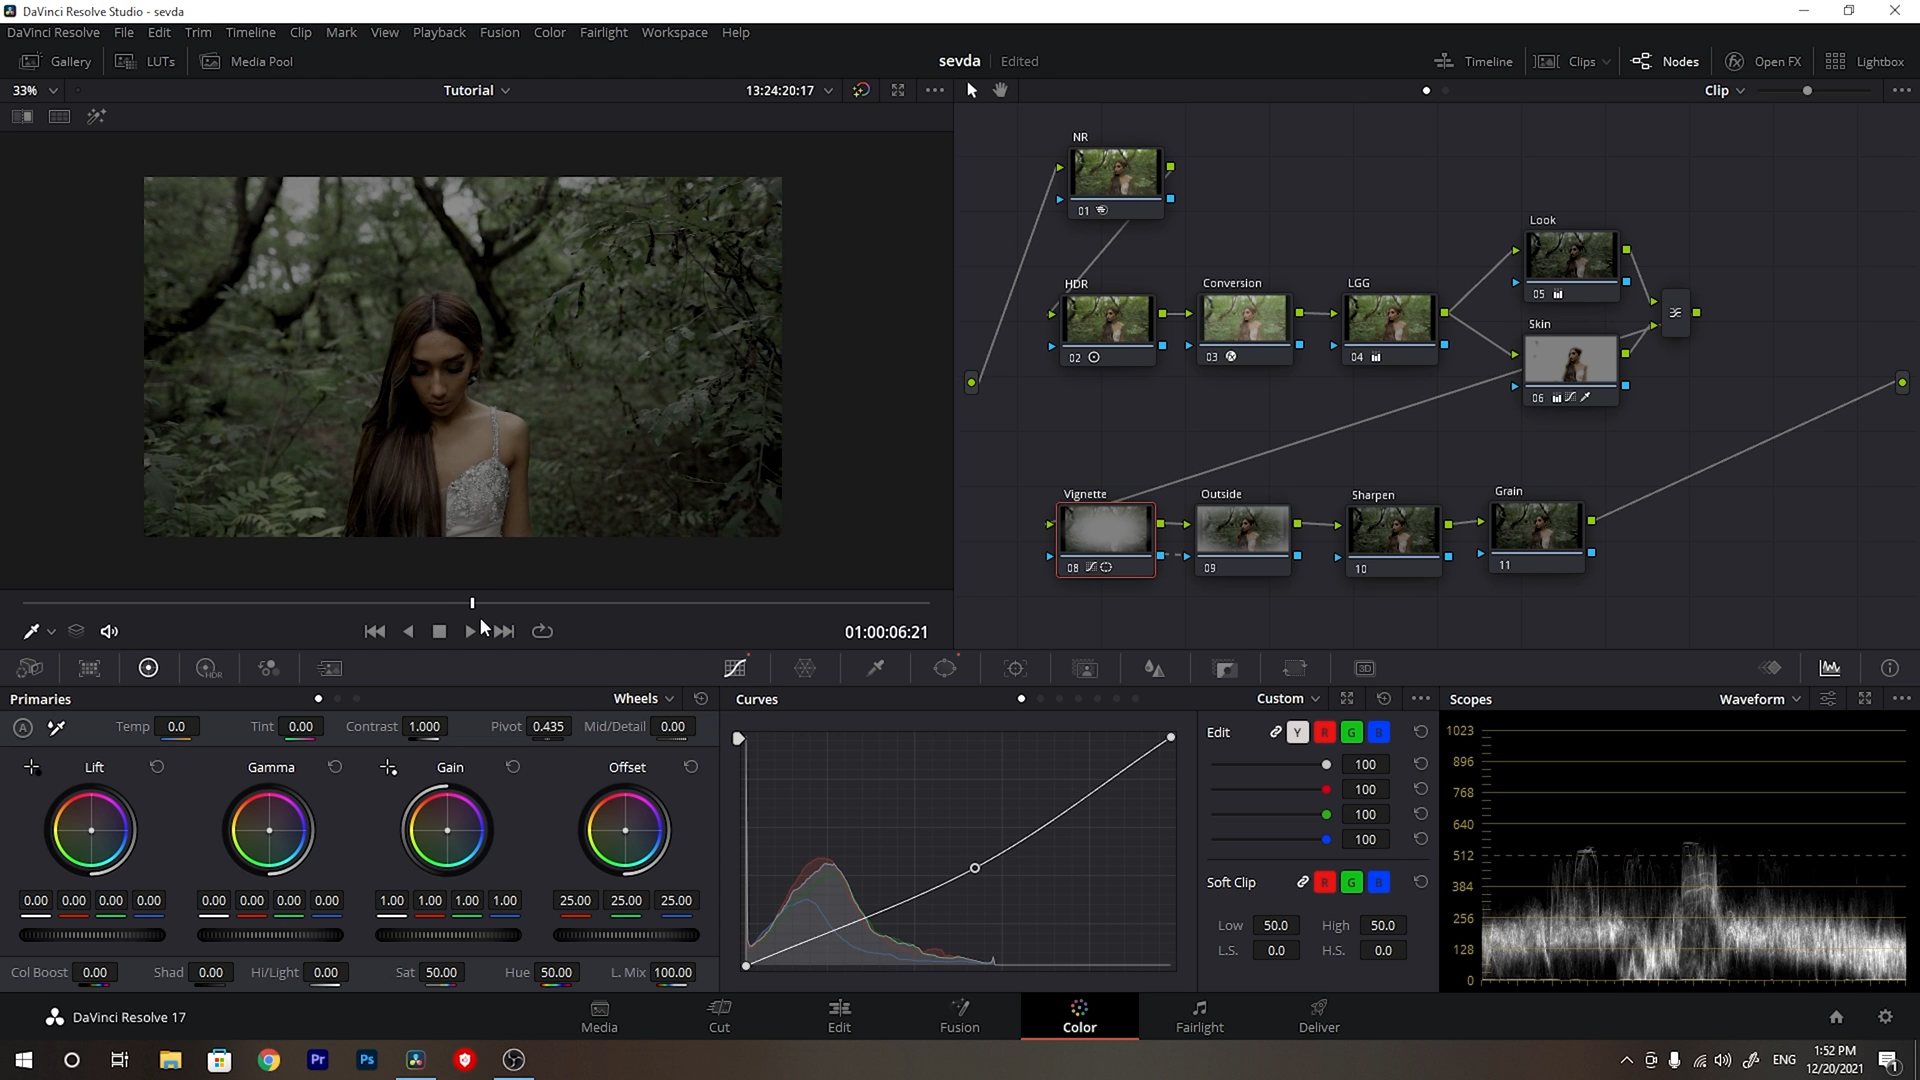 DaVinci Resolve Studio - sevda
DaVinci Resolve File Edit Trim Timeline Clip Mark View Playback Fusion Color Fairlight Workspace Help
Gallery LUTs Media Pool sevda Edited Timeline Clips Nodes Open FX Lightbox
33% Tutorial 13:24:20:17 Clip
NR
01
Look
05
HDR Conversion LGG
02 03 04
Skin
06
Vignette Outside Sharpen Grain
08 09 10 11
01:00:06:21
HDR 3D
Primaries Wheels Curves Custom Scopes Waveform
A Temp 0.0 Tint 0.00 Contrast 1.000 Pivot 0.435 Mid/Detail 0.00
Edit Y R G B
Lift Gamma Gain Offset
100
100
100
100
0.00 0.00 0.00 0.00 0.00 0.00 0.00 0.00 1.00 1.00 1.00 1.00 25.00 25.00 25.00
Soft Clip R G B
Low 50.0 High 50.0
L.S. 0.0 H.S. 0.0
Col Boost 0.00 Shad 0.00 Hi/Light 0.00 Sat 50.00 Hue 50.00 L. Mix 100.00
1023
896
768
640
512
384
256
128
0
DaVinci Resolve 17
Media Cut Edit Fusion Color Fairlight Deliver
Pr Ps ENG 1:52 PM
12/20/2021
1